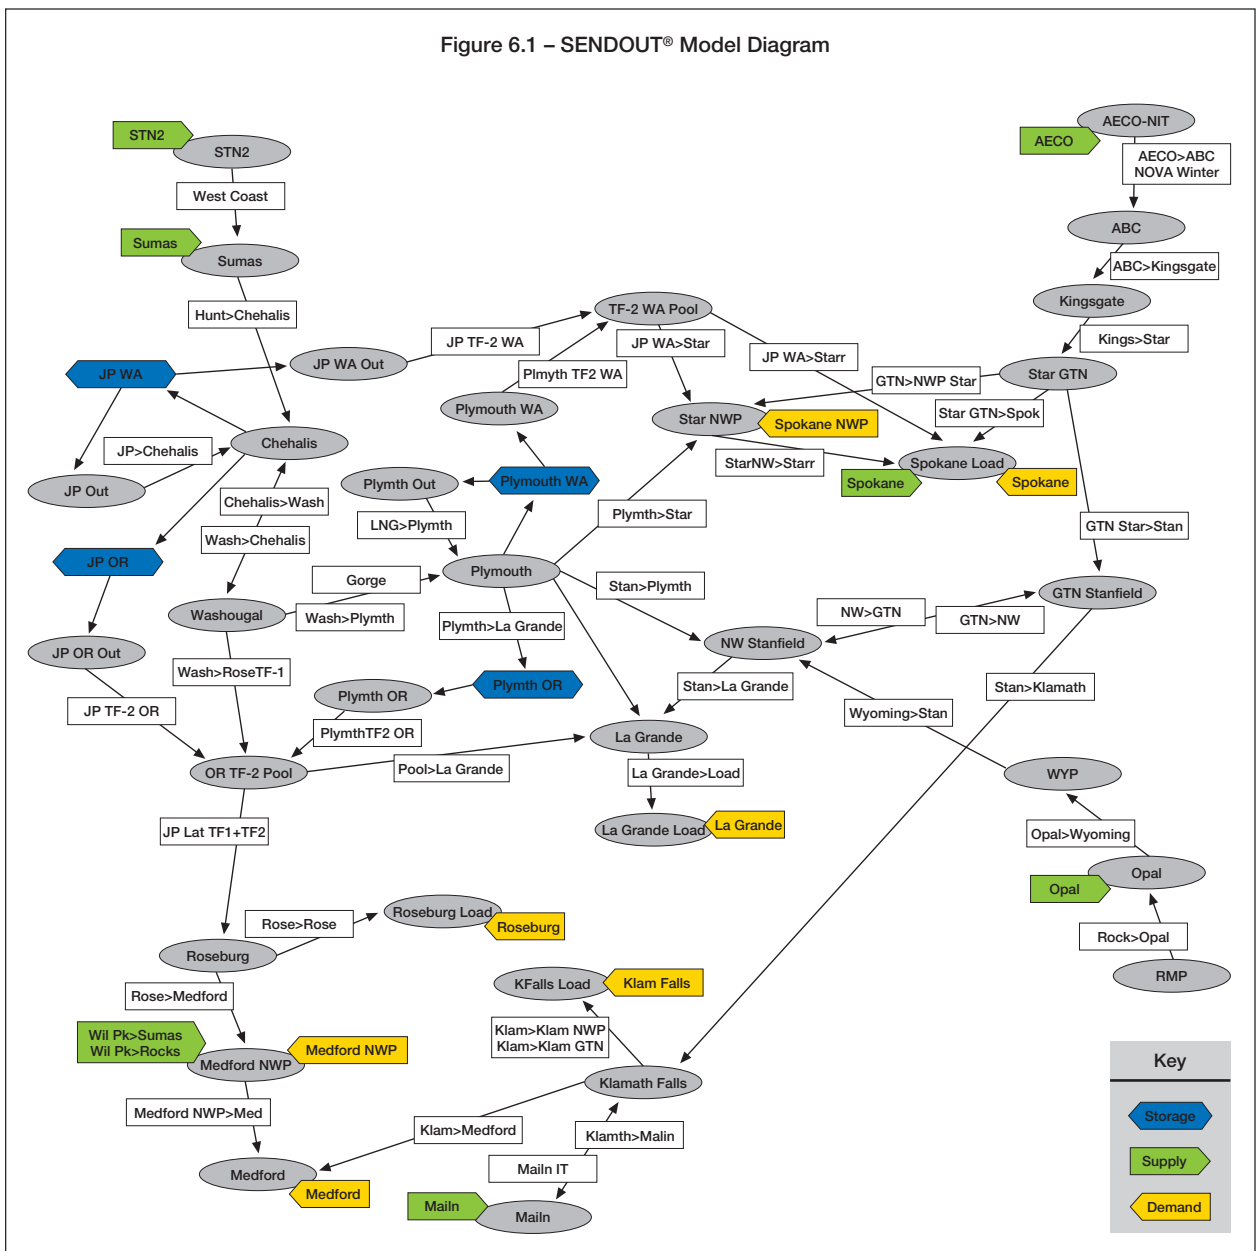 Figure 6.1 – SENDOUT® Model Diagram
STN2
STN2
West Coast
Sumas
Sumas
Hunt>Chehalis
AECO-NIT
AECO
AECO>ABC
NOVA Winter
ABC
ABC>Kingsgate
Kingsgate
Kings>Star
TF-2 WA Pool
JP TF-2 WA
JP WA>Star
JP WA>Starr
JP WA Out
JP WA
Plmyth TF2 WA
GTN>NWP Star
Star GTN
Plymouth WA
Star GTN>Spok
Star NWP
Spokane NWP
Chehalis
JP>Chehalis
StarNW>Starr
Spokane Load
JP Out
Plymth Out
Plymouth WA
Spokane
Spokane
Chehalis>Wash
LNG>Plymth
Plymth>Star
GTN Star>Stan
Wash>Chehalis
JP OR
Gorge
Plymouth
Stan>Plymth
GTN Stanfield
Washougal
Wash>Plymth
NW>GTN
GTN>NW
Plymth>La Grande
JP OR Out
NW Stanfield
Wash>RoseTF-1
Plymth OR
Plymth OR
Stan>La Grande
Stan>Klamath
JP TF-2 OR
PlymthTF2 OR
Wyoming>Stan
La Grande
OR TF-2 Pool
Pool>La Grande
La Grande>Load
WYP
JP Lat TF1+TF2
La Grande Load
La Grande
Opal>Wyoming
Opal
Opal
Roseburg Load
Rose>Rose
Roseburg
Rock>Opal
Roseburg
RMP
KFalls Load
Klam Falls
Rose>Medford
Wil Pk>Sumas
Wil Pk>Rocks
Klam>Klam NWP
Klam>Klam GTN
Medford NWP
Medford NWP
Klamath Falls
Medford NWP>Med
Klam>Medford
Klamth>Malin
Medford
Mailn IT
Medford
Mailn
Mailn
Key
Storage
Supply
Demand